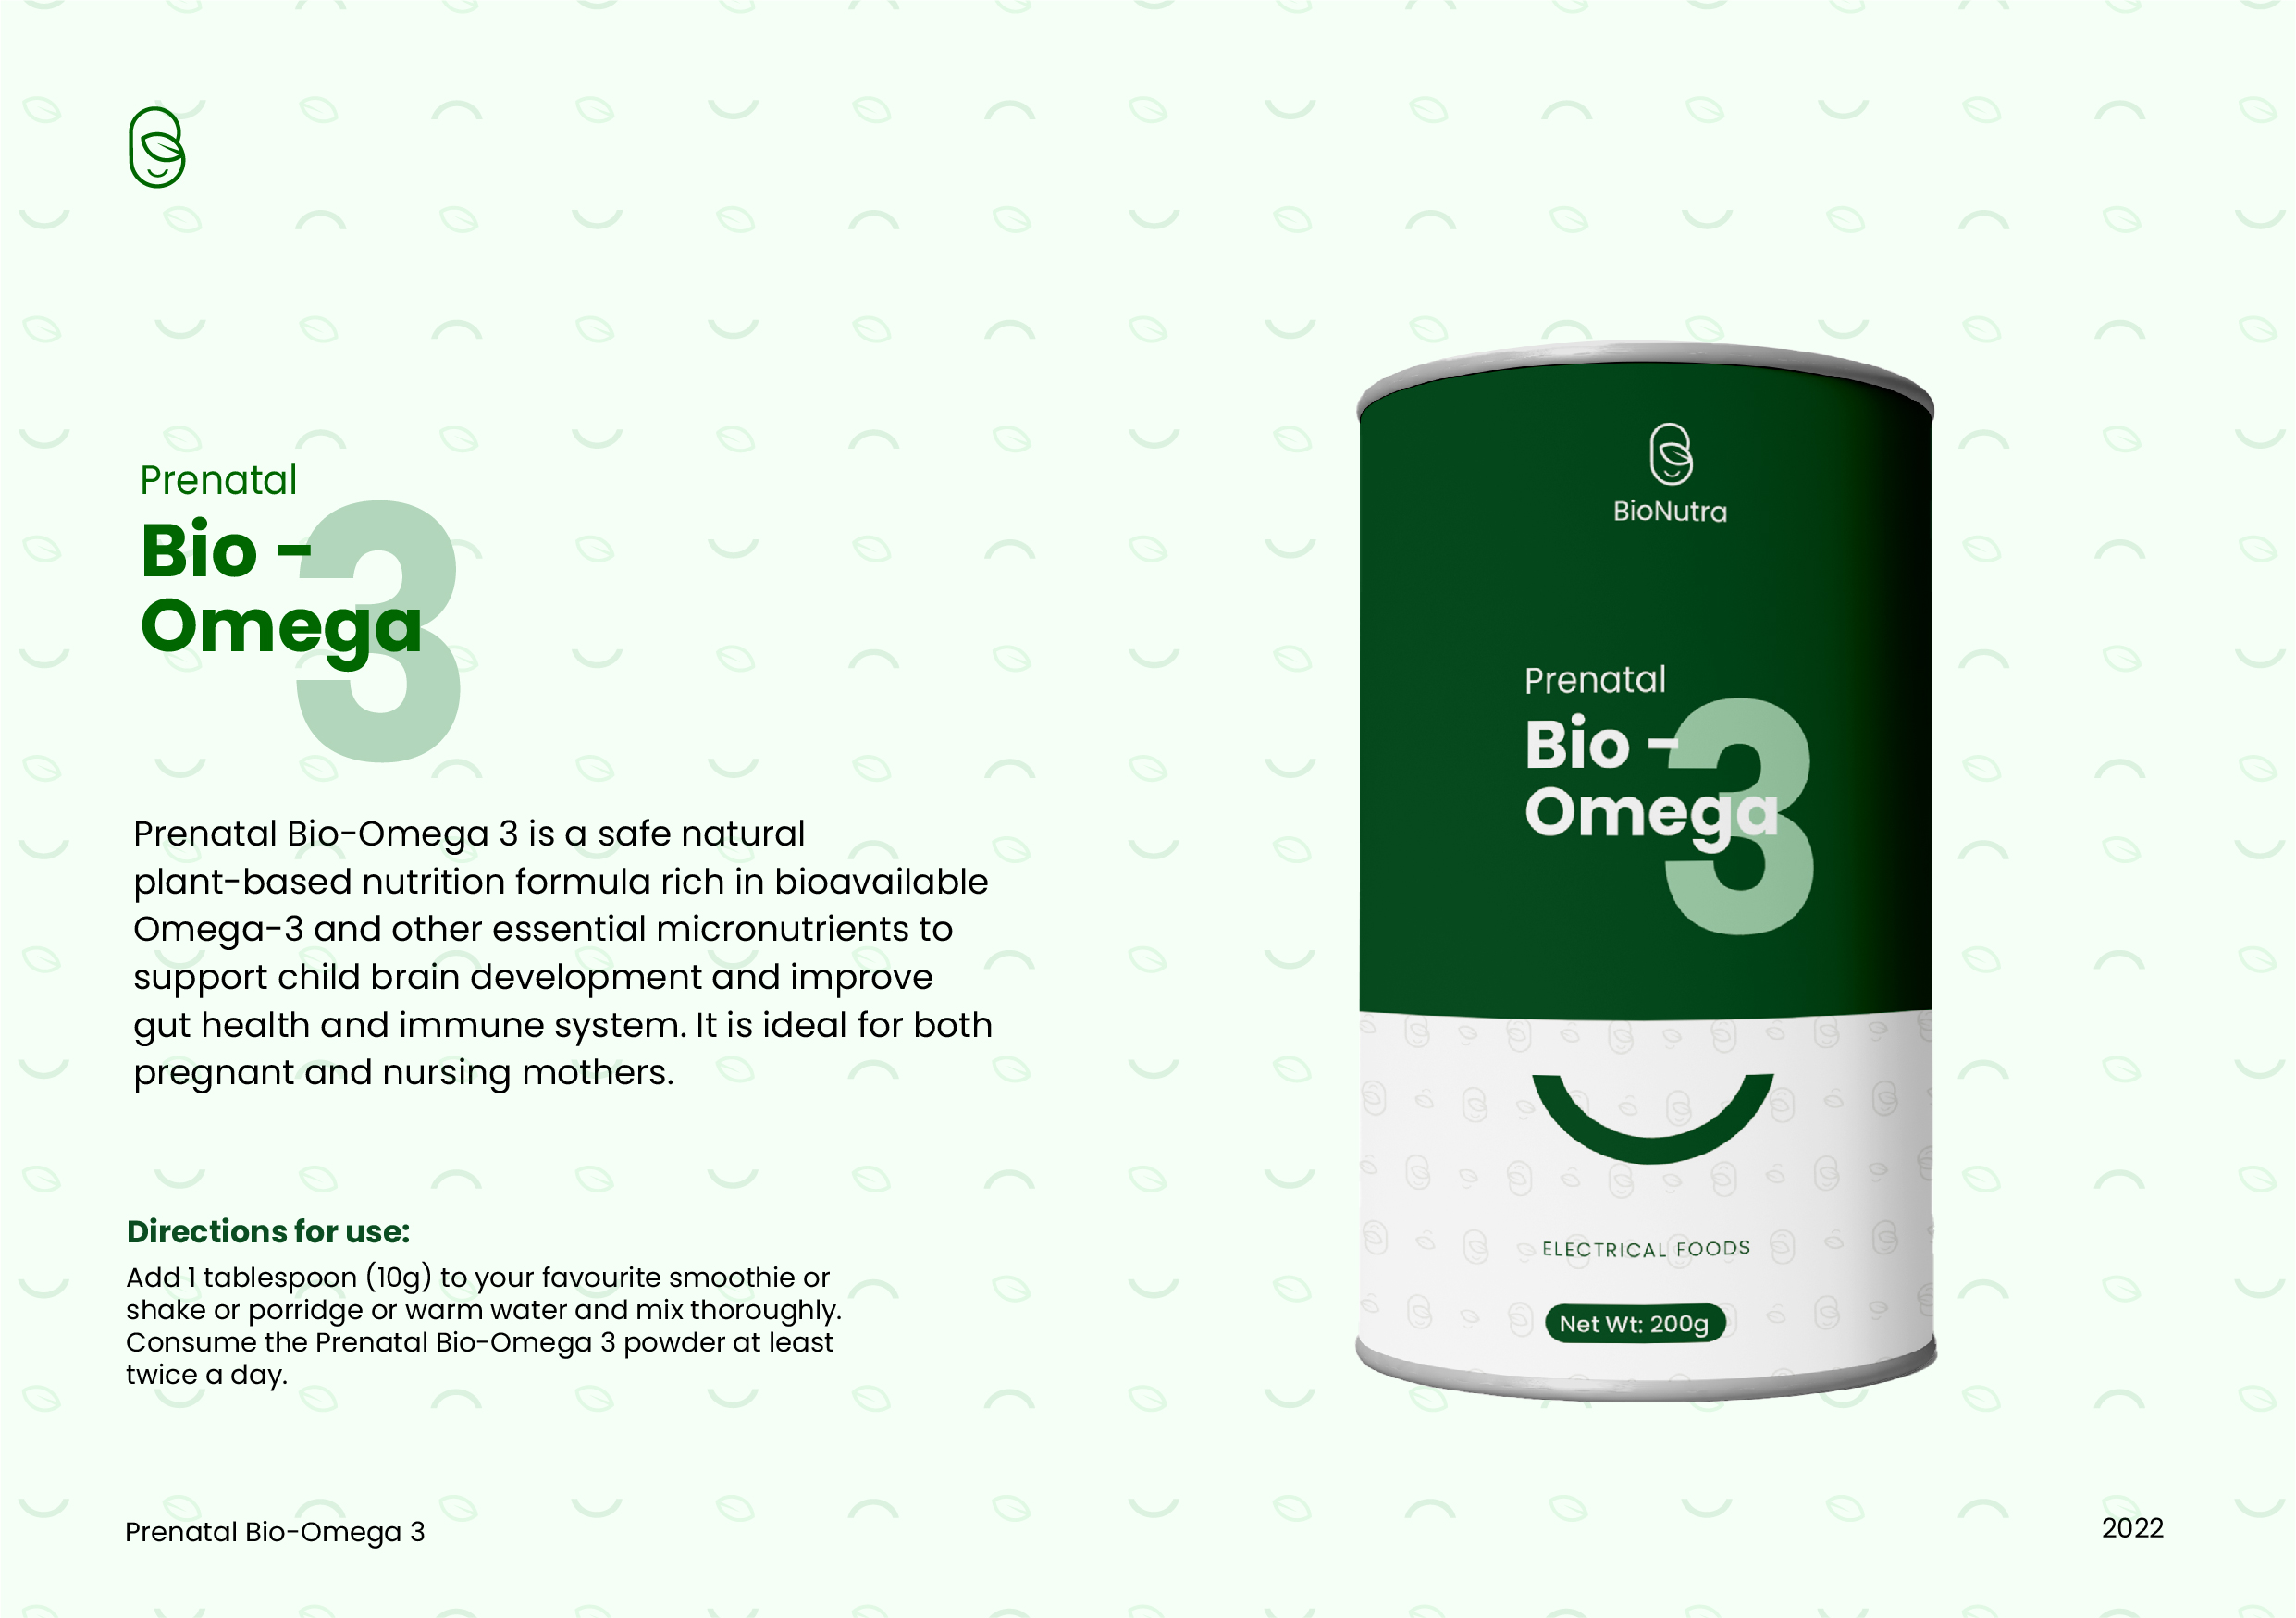 Prenatal
Bio -
Omega
3
Prenatal Bio-Omega 3 is a safe natural
plant-based nutrition formula rich in bioavailable
Omega-3 and other essential micronutrients to
support child brain development and improve
gut health and immune system. It is ideal for both
pregnant and nursing mothers.
Directions for use:
Add 1 tablespoon (10g) to your favourite smoothie or
shake or porridge or warm water and mix thoroughly.
Consume the Prenatal Bio-Omega 3 powder at least
twice a day.
BioNutra
Prenatal
Bio -
Omega
3
ELECTRICAL FOODS
Net Wt: 200g
Prenatal Bio-Omega 3
2022